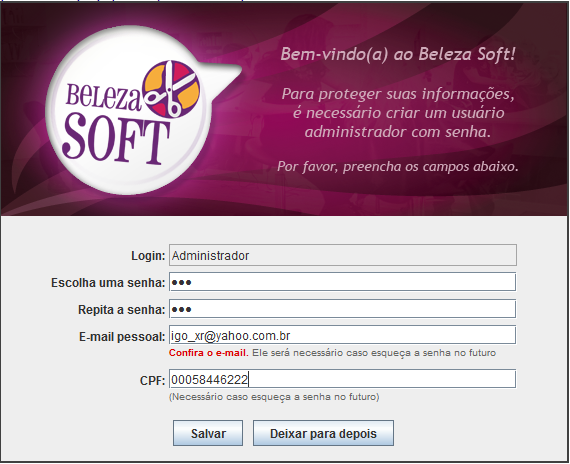 BELEZA
SOFT
Bem-vindo(a) ao Beleza Soft!
Para proteger suas informações,
é necessário criar um usuário
administrador com senha.
Por favor, preencha os campos abaixo.
Login: Administrador
Escolha uma senha: •••
Repita a senha: •••
E-mail pessoal: igo_xr@yahoo.com.br
Confira o e-mail. Ele será necessário caso esqueça a senha no futuro
CPF: 00058446222
(Necessário caso esqueça a senha no futuro)
Salvar Deixar para depois